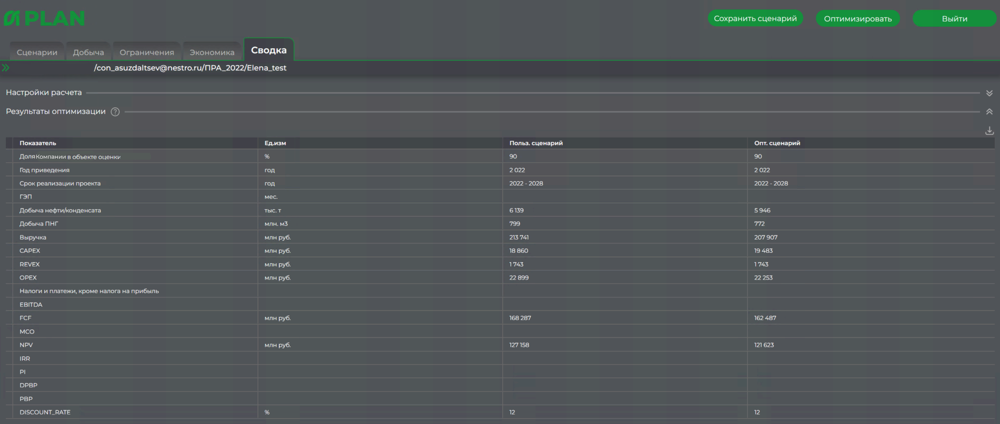 PLAN
Сохранить сценарий Оптимизировать Выйти
Сценарии Добыча Ограничения Экономика Сводка
/con_asuzdaltsev@nestro.ru/ПРА_2022/Elena_test
Настройки расчета
Результаты оптимизации ?
Показатель Ед.изм Польз. сценарий Опт. сценарий
Доля Компании в объекте оценки % 90 90
Год приведения год 2 022 2 022
Срок реализации проекта год 2022 - 2028 2022 - 2028
ГЭП мес.
Добыча нефти/конденсата тыс. т 6 139 5 946
Добыча ПНГ млн. м3 799 772
Выручка млн руб. 213 741 207 907
CAPEX млн руб. 18 860 19 483
REVEX млн руб. 1 743 1 743
OPEX млн руб. 22 899 22 253
Налоги и платежи, кроме налога на прибыль
EBITDA
FCF млн руб. 168 287 162 487
MCO
NPV млн руб. 127 158 121 623
IRR
PI
DPBP
PBP
DISCOUNT_RATE % 12 12